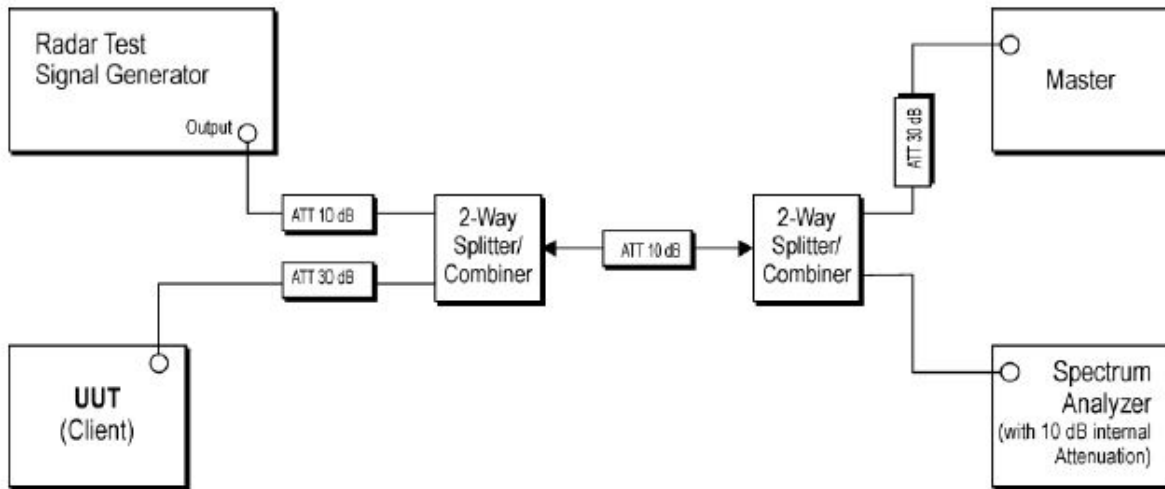 Radar Test
Signal Generator
Output
ATT 10 dB
ATT 30 dB
UUT
(Client)
2-Way
Splitter/
Combiner
ATT 10 dB
2-Way
Splitter/
Combiner
ATT 30 dB
Master
Spectrum
Analyzer
(with 10 dB internal
Attenuation)